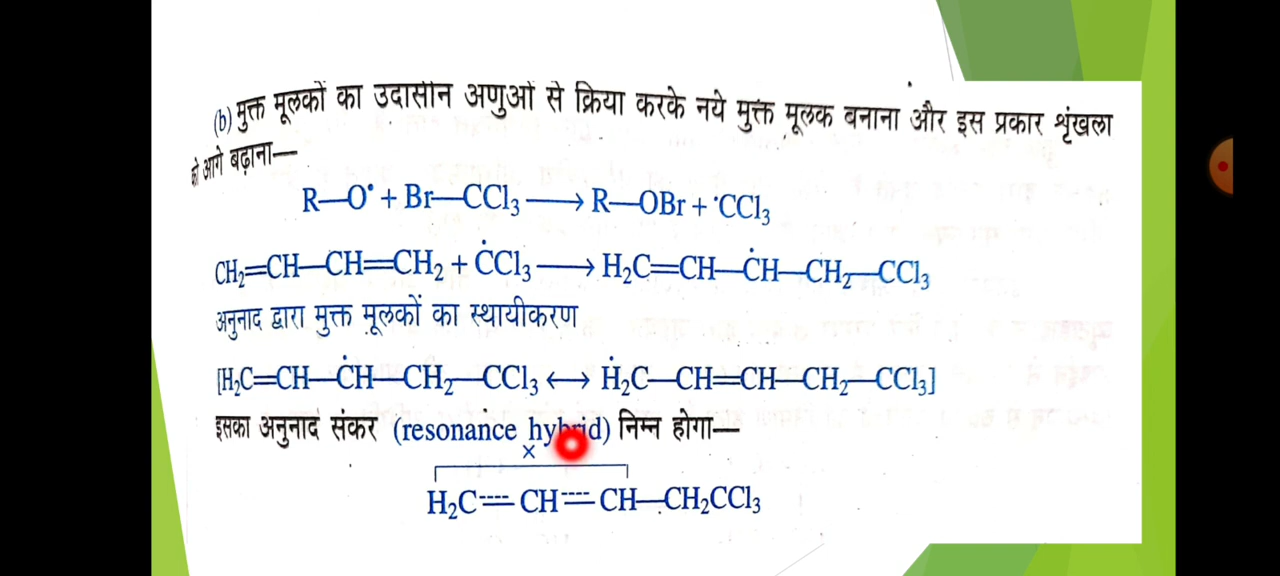 (b) मुक्त मूलकों का उदासीन अणुओं से क्रिया करके नये मुक्त मूलक बनाना और इस प्रकार शृंखला
को आगे बढ़ाना—
R—O• + Br—CCl₃ ⟶ R—OBr + •CCl₃
CH₂=CH—CH=CH₂ + ĊCl₃ ⟶ H₂C=CH—ĊH—CH₂—CCl₃
अनुनाद द्वारा मुक्त मूलकों का स्थायीकरण
[H₂C=CH—ĊH—CH₂—CCl₃ ⟷ Ḣ₂C—CH=CH—CH₂—CCl₃]
इसका अनुनाद संकर (resonance hybrid) निम्न होगा—
×
H₂C┄CH┄CH—CH₂CCl₃